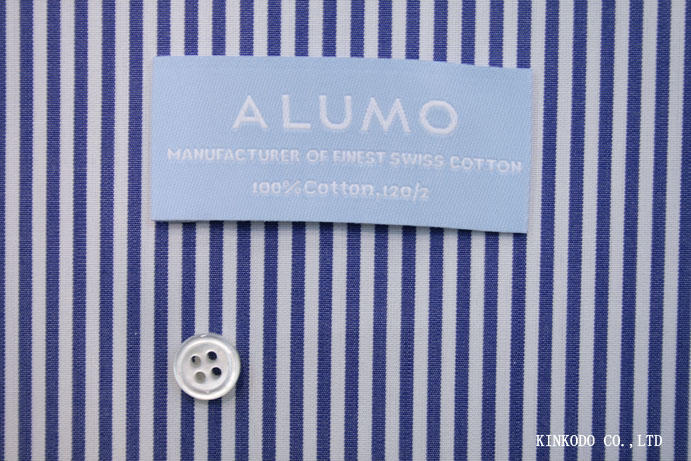 ALUMO
MANUFACTURER OF FINEST SWISS COTTON
100%Cotton.120/2
KINKODO CO.,LTD